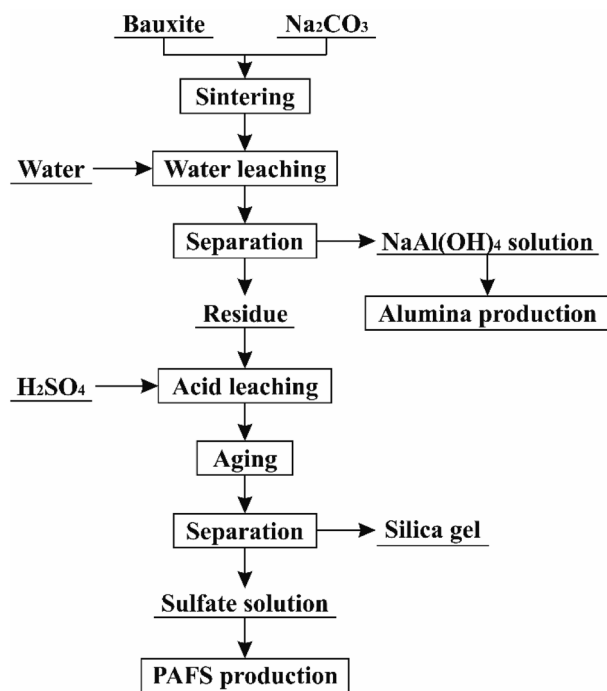 Bauxite Na₂CO₃
Sintering
Water Water leaching
Separation NaAl(OH)₄ solution
Residue Alumina production
H₂SO₄ Acid leaching
Aging
Separation Silica gel
Sulfate solution
PAFS production